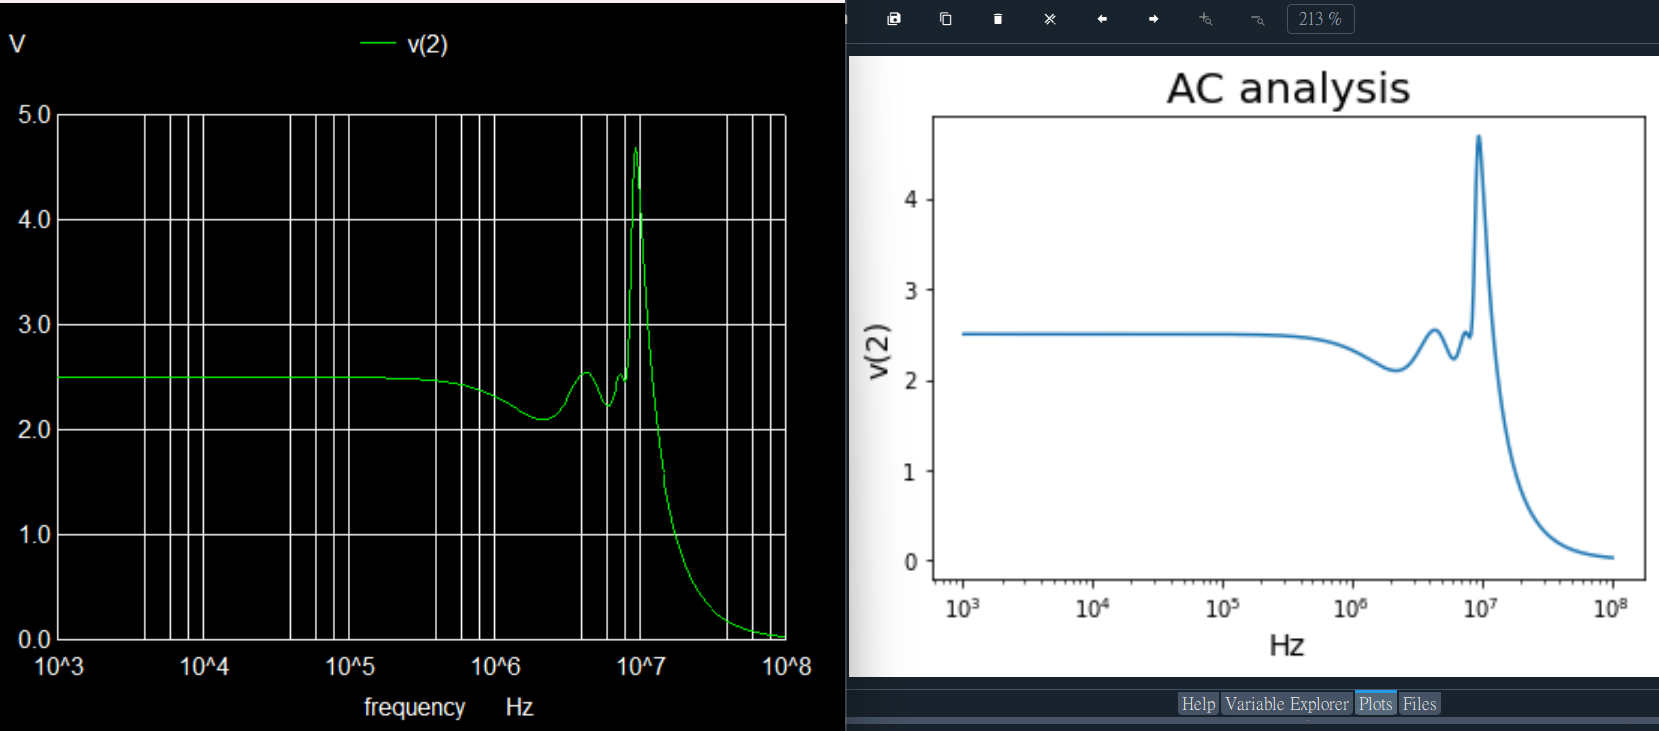 V
v(2)
5.0
4.0
3.0
2.0
1.0
0.0
10^3 10^4 10^5 10^6 10^7 10^8
frequency Hz
213 %
AC analysis
v(2)
4
3
2
1
0
10³ 10⁴ 10⁵ 10⁶ 10⁷ 10⁸
Hz
Help Variable Explorer Plots Files